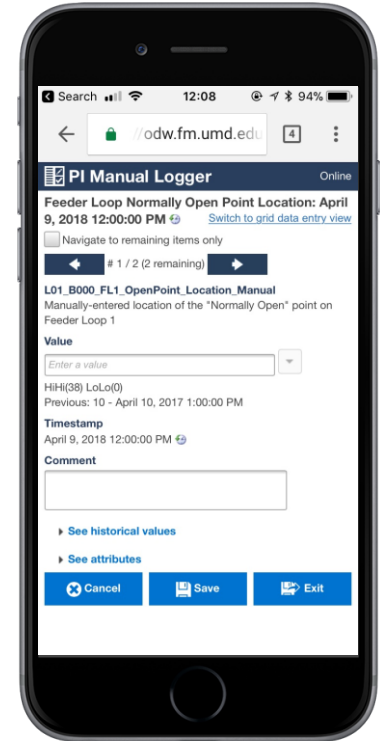 Search 12:08 94%
//odw.fm.umd.edu 4
PI Manual Logger Online
Feeder Loop Normally Open Point Location: April
9, 2018 12:00:00 PM Switch to grid data entry view
Navigate to remaining items only
# 1 / 2 (2 remaining)
L01_B000_FL1_OpenPoint_Location_Manual
Manually-entered location of the "Normally Open" point on
Feeder Loop 1
Value
Enter a value
HiHi(38) LoLo(0)
Previous: 10 - April 10, 2017 1:00:00 PM
Timestamp
April 9, 2018 12:00:00 PM
Comment
See historical values
See attributes
Cancel Save Exit